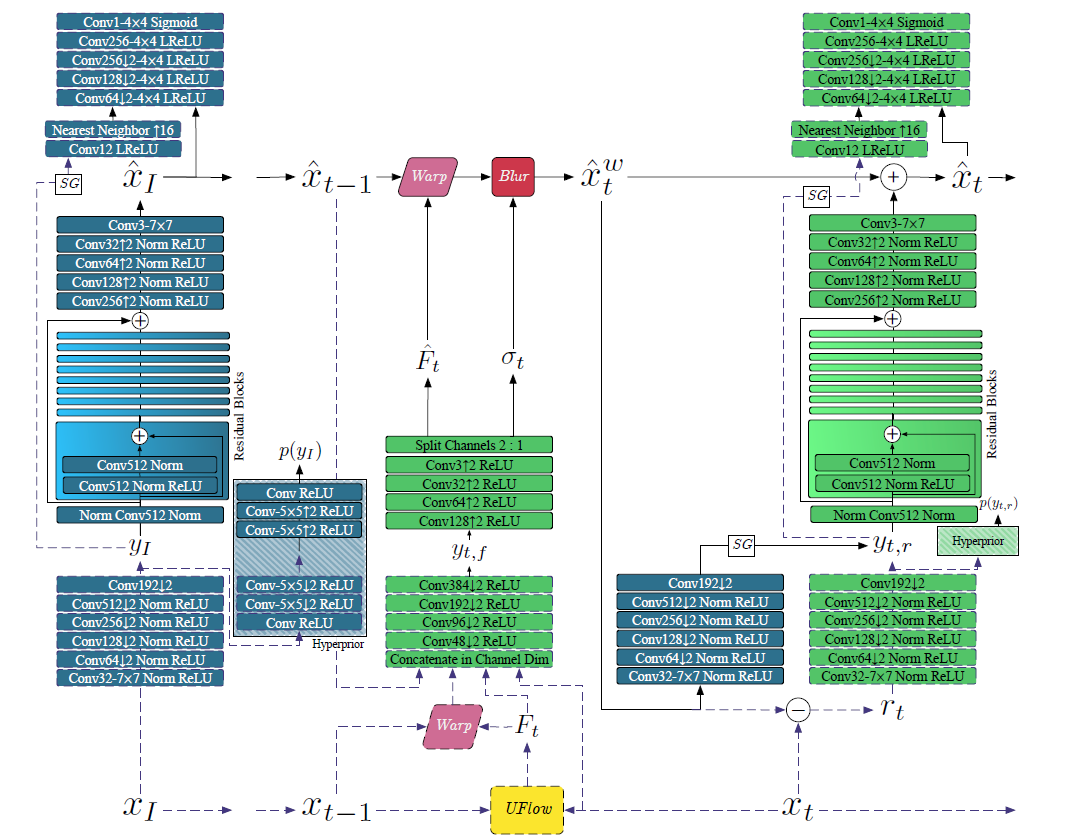 Conv1-4×4 Sigmoid
Conv256-4×4 LReLU
Conv256↓2-4×4 LReLU
Conv128↓2-4×4 LReLU
Conv64↓2-4×4 LReLU
Nearest Neighbor ↑16
Conv12 LReLU
SG
x̂_I
Conv3-7×7
Conv32↑2 Norm ReLU
Conv64↑2 Norm ReLU
Conv128↑2 Norm ReLU
Conv256↑2 Norm ReLU
+
Residual Blocks
+
Conv512 Norm
Conv512 Norm ReLU
Norm Conv512 Norm
y_I
Conv192↓2
Conv512↓2 Norm ReLU
Conv256↓2 Norm ReLU
Conv128↓2 Norm ReLU
Conv64↓2 Norm ReLU
Conv32-7×7 Norm ReLU
x_I
p(y_I)
Conv ReLU
Conv-5×5↑2 ReLU
Conv-5×5↑2 ReLU
Conv-5×5↓2 ReLU
Conv-5×5↓2 ReLU
Conv ReLU
Hyperprior
x̂_{t−1}
Warp
Blur
x̂_t^w
F̂_t
σ_t
Split Channels 2 : 1
Conv3↑2 ReLU
Conv32↑2 ReLU
Conv64↑2 ReLU
Conv128↑2 ReLU
y_{t,f}
Conv384↓2 ReLU
Conv192↓2 ReLU
Conv96↓2 ReLU
Conv48↓2 ReLU
Concatenate in Channel Dim
Warp
F_t
x_{t−1}
UFlow
x_t
SG
Conv192↓2
Conv512↓2 Norm ReLU
Conv256↓2 Norm ReLU
Conv128↓2 Norm ReLU
Conv64↓2 Norm ReLU
Conv32-7×7 Norm ReLU
−
r_t
Conv1-4×4 Sigmoid
Conv256-4×4 LReLU
Conv256↓2-4×4 LReLU
Conv128↓2-4×4 LReLU
Conv64↓2-4×4 LReLU
Nearest Neighbor ↑16
Conv12 LReLU
SG
+
x̂_t
Conv3-7×7
Conv32↑2 Norm ReLU
Conv64↑2 Norm ReLU
Conv128↑2 Norm ReLU
Conv256↑2 Norm ReLU
+
Residual Blocks
+
Conv512 Norm
Conv512 Norm ReLU
Norm Conv512 Norm
p(y_{t,r})
Hyperprior
y_{t,r}
Conv192↓2
Conv512↓2 Norm ReLU
Conv256↓2 Norm ReLU
Conv128↓2 Norm ReLU
Conv64↓2 Norm ReLU
Conv32-7×7 Norm ReLU